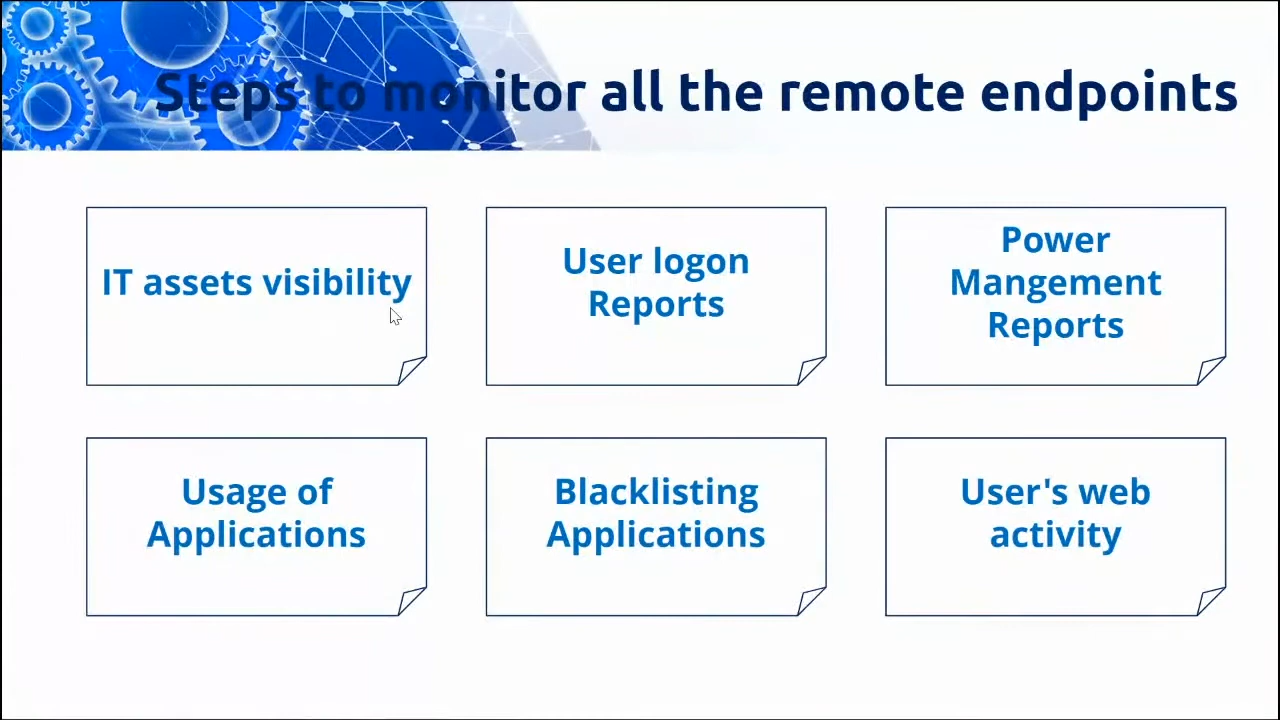 Steps to monitor all the remote endpoints
IT assets visibility
User logon
Reports
Power
Mangement
Reports
Usage of
Applications
Blacklisting
Applications
User's web
activity